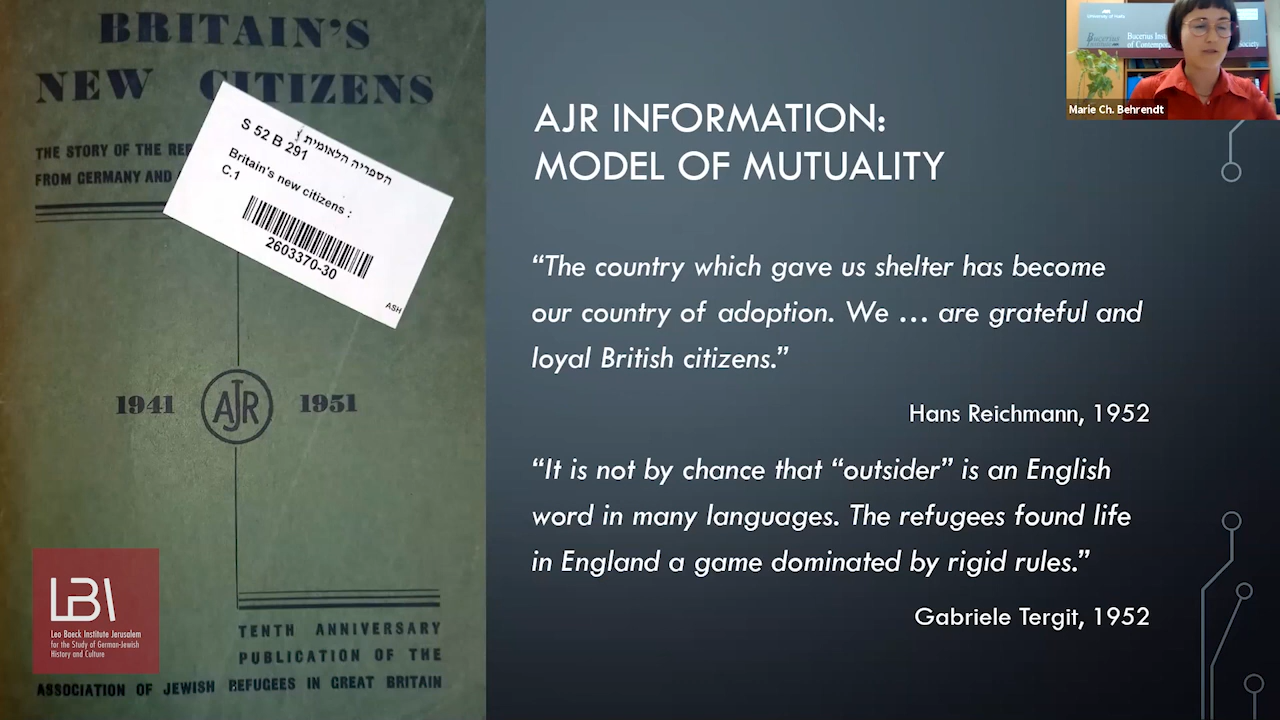 BRITAIN'S
NEW CITIZENS
THE STORY OF THE
FROM GERMANY AND
S 52 B 291
הספריה הלאומית
Britain's new citizens :
C.1
2603370-30
ASH
1941 AJR 1951
TENTH ANNIVERSARY
PUBLICATION OF THE
ASSOCIATION OF JEWISH REFUGEES IN GREAT BRITAIN
LBI
Leo Baeck Institute Jerusalem
for the Study of German-Jewish
History and Culture
AJR INFORMATION:
MODEL OF MUTUALITY
“The country which gave us shelter has become
our country of adoption. We … are grateful and
loyal British citizens.”
Hans Reichmann, 1952
“It is not by chance that “outsider” is an English
word in many languages. The refugees found life
in England a game dominated by rigid rules.”
Gabriele Tergit, 1952
Bucerius
of Contemporary
Marie Ch. Behrendt